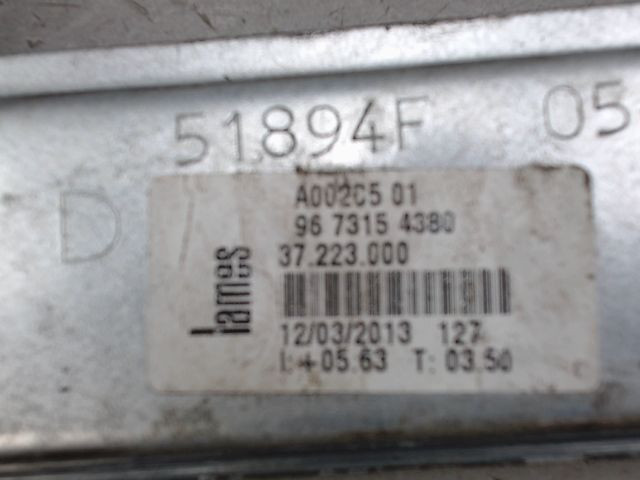 51894F 05
D
A002C5 01
96 7315 4380
37.223.000
lames
12/03/2013 127
I: +05.63 T: 03.50